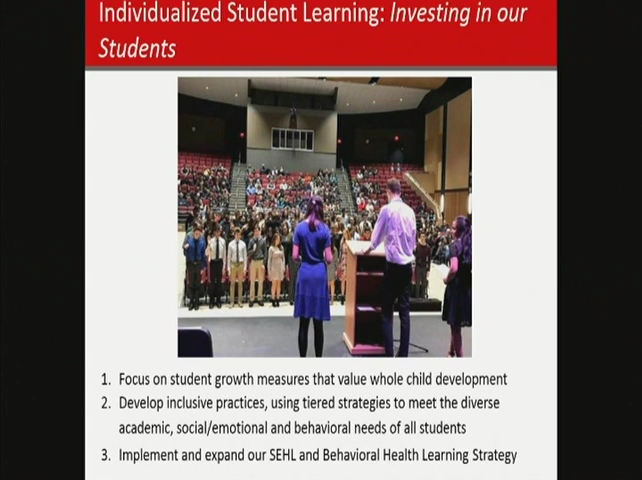 Individualized Student Learning: Investing in our
Students
1. Focus on student growth measures that value whole child development
2. Develop inclusive practices, using tiered strategies to meet the diverse
academic, social/emotional and behavioral needs of all students
3. Implement and expand our SEHL and Behavioral Health Learning Strategy